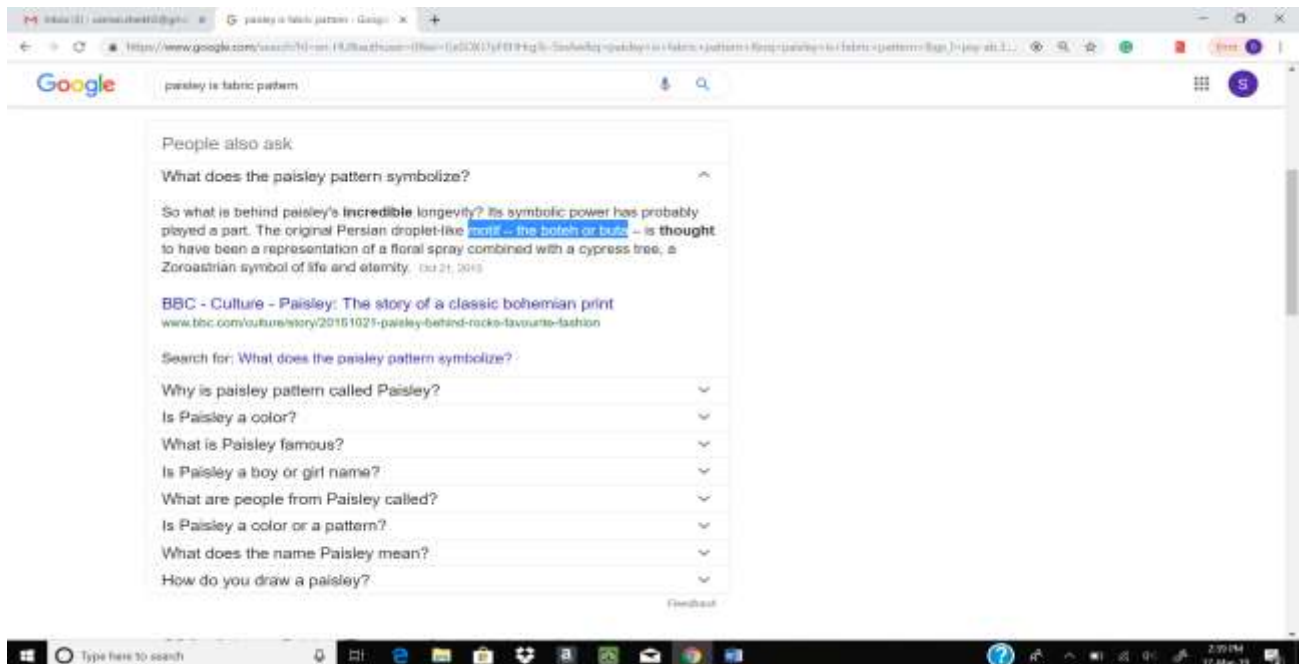 paisley is fabric pattern - Google
Google
paisley is fabric pattern
S
People also ask
What does the paisley pattern symbolize?
So what is behind paisley's incredible longevity? Its symbolic power has probably
played a part. The original Persian droplet-like motif – the boteh or buta – is thought
to have been a representation of a floral spray combined with a cypress tree, a
Zoroastrian symbol of life and eternity.
BBC - Culture - Paisley: The story of a classic bohemian print
www.bbc.com/culture/story/20151021-paisley-behind-rocks-favourite-fashion
Search for: What does the paisley pattern symbolize?
Why is paisley pattern called Paisley?
Is Paisley a color?
What is Paisley famous?
Is Paisley a boy or girl name?
What are people from Paisley called?
Is Paisley a color or a pattern?
What does the name Paisley mean?
How do you draw a paisley?
Feedback
Type here to search